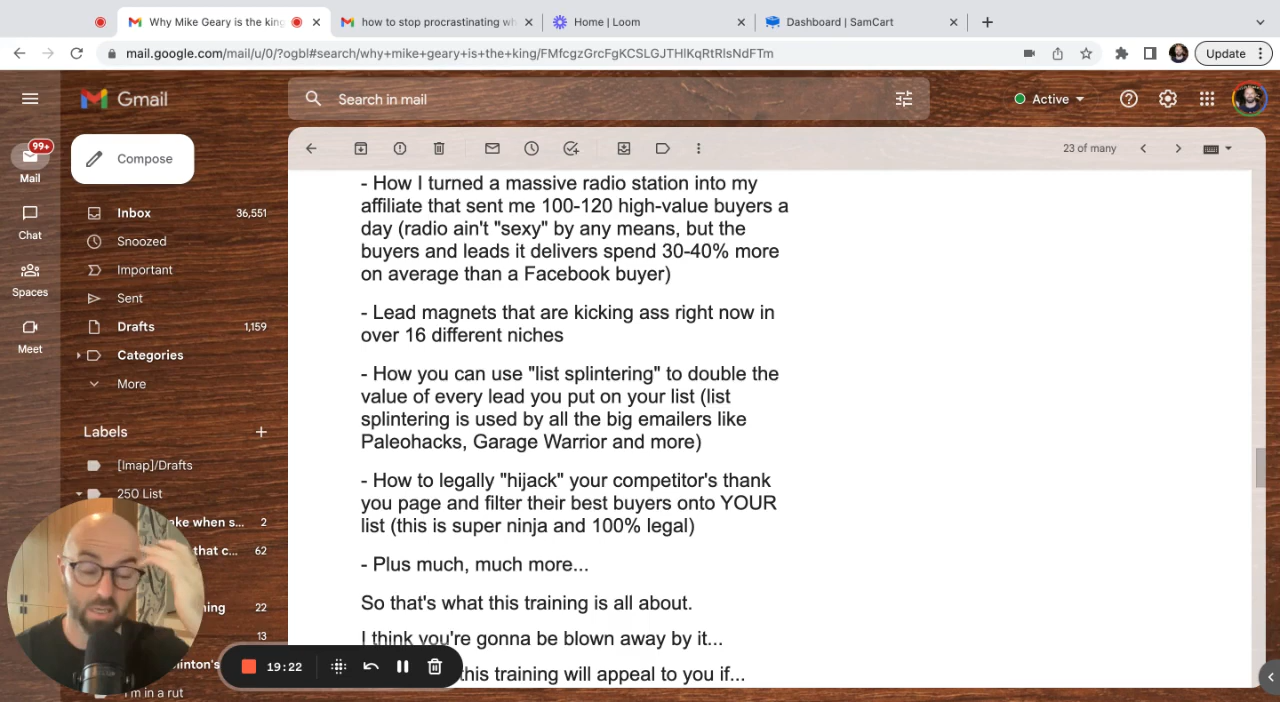 Why Mike Geary is the king
how to stop procrastinating wh
Home | Loom
Dashboard | SamCart
mail.google.com/mail/u/0/?ogbl#search/why+mike+geary+is+the+king/FMfcgzGrcFgKCSLGJTHlKqRtRlsNdFTm
Update
Gmail
Search in mail
Active
99+
Mail
Chat
Spaces
Meet
Compose
23 of many
Inbox 36,551
Snoozed
Important
Sent
Drafts 1,159
Categories
More
Labels
[Imap]/Drafts
250 List
ake when s... 2
that c... 62
ning 22
13
linton's
I'm in a rut
- How I turned a massive radio station into my
affiliate that sent me 100-120 high-value buyers a
day (radio ain't "sexy" by any means, but the
buyers and leads it delivers spend 30-40% more
on average than a Facebook buyer)
- Lead magnets that are kicking ass right now in
over 16 different niches
- How you can use "list splintering" to double the
value of every lead you put on your list (list
splintering is used by all the big emailers like
Paleohacks, Garage Warrior and more)
- How to legally "hijack" your competitor's thank
you page and filter their best buyers onto YOUR
list (this is super ninja and 100% legal)
- Plus much, much more...
So that's what this training is all about.
I think you're gonna be blown away by it...
this training will appeal to you if...
19:22